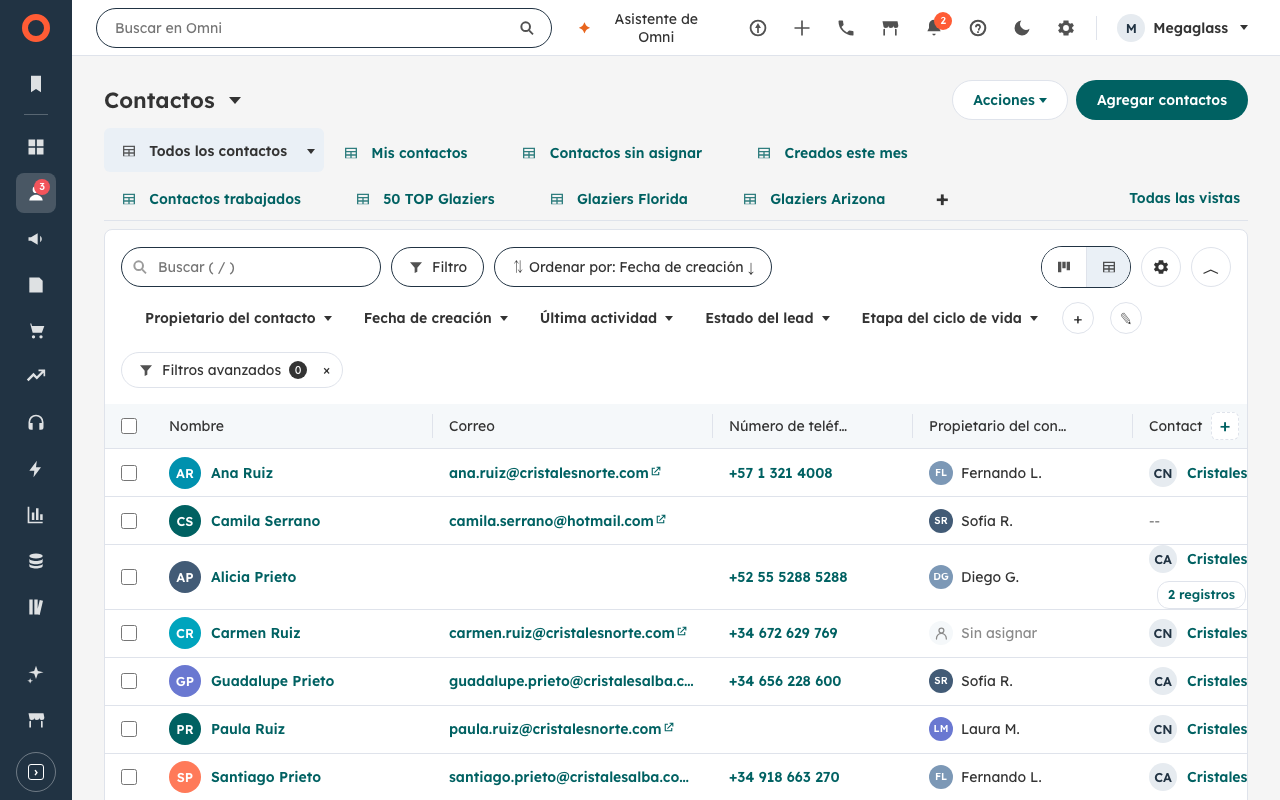 Buscar en Omni
Asistente de
Omni
2
M
Megaglass
3
Contactos
Acciones
Agregar contactos
Todos los contactos
Mis contactos
Contactos sin asignar
Creados este mes
Contactos trabajados
50 TOP Glaziers
Glaziers Florida
Glaziers Arizona
+
Todas las vistas
Buscar ( / )
Filtro
Ordenar por: Fecha de creación ↓
Propietario del contacto
Fecha de creación
Última actividad
Estado del lead
Etapa del ciclo de vida
+
Filtros avanzados 0 ×
Nombre
Correo
Número de teléf…
Propietario del con…
Contact
+
AR Ana Ruiz
ana.ruiz@cristalesnorte.com
+57 1 321 4008
FL Fernando L.
CN Cristales
CS Camila Serrano
camila.serrano@hotmail.com
SR Sofía R.
--
AP Alicia Prieto
+52 55 5288 5288
DG Diego G.
CA Cristales
2 registros
CR Carmen Ruiz
carmen.ruiz@cristalesnorte.com
+34 672 629 769
Sin asignar
CN Cristales
GP Guadalupe Prieto
guadalupe.prieto@cristalesalba.c…
+34 656 228 600
SR Sofía R.
CA Cristales
PR Paula Ruiz
paula.ruiz@cristalesnorte.com
LM Laura M.
CN Cristales
SP Santiago Prieto
santiago.prieto@cristalesalba.co…
+34 918 663 270
FL Fernando L.
CA Cristales